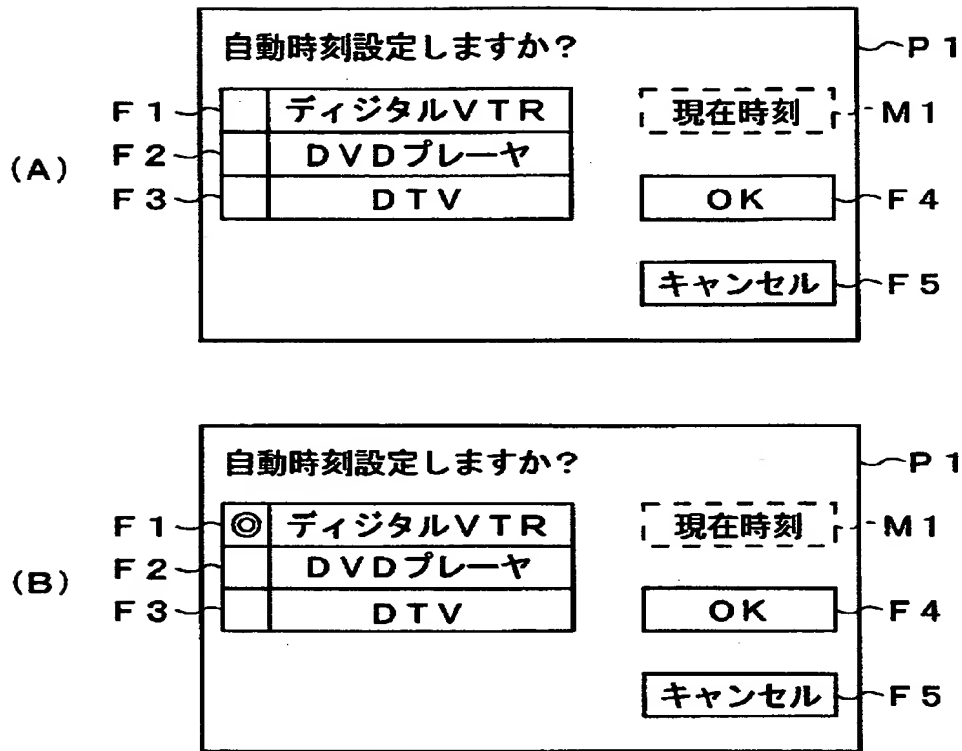 自動時刻設定しますか？
P1
F1 ディジタルVTR 現在時刻 M1
(A) F2 DVDプレーヤ
F3 DTV OK F4
キャンセル F5
自動時刻設定しますか？
P1
F1 ◎ ディジタルVTR 現在時刻 M1
(B) F2 DVDプレーヤ
F3 DTV OK F4
キャンセル F5